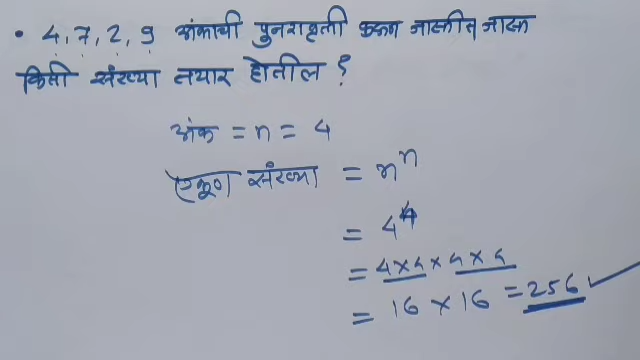 • 4, 7, 2, 9 अंकाची पुनरावृत्ती करून जास्तीत जास्त
किती संख्या तयार होतील ?
अंक = n = 4
एकूण संख्या = n^n
= 4^4
= 4 × 4 × 4 × 4
= 16 × 16 = 256 ✓